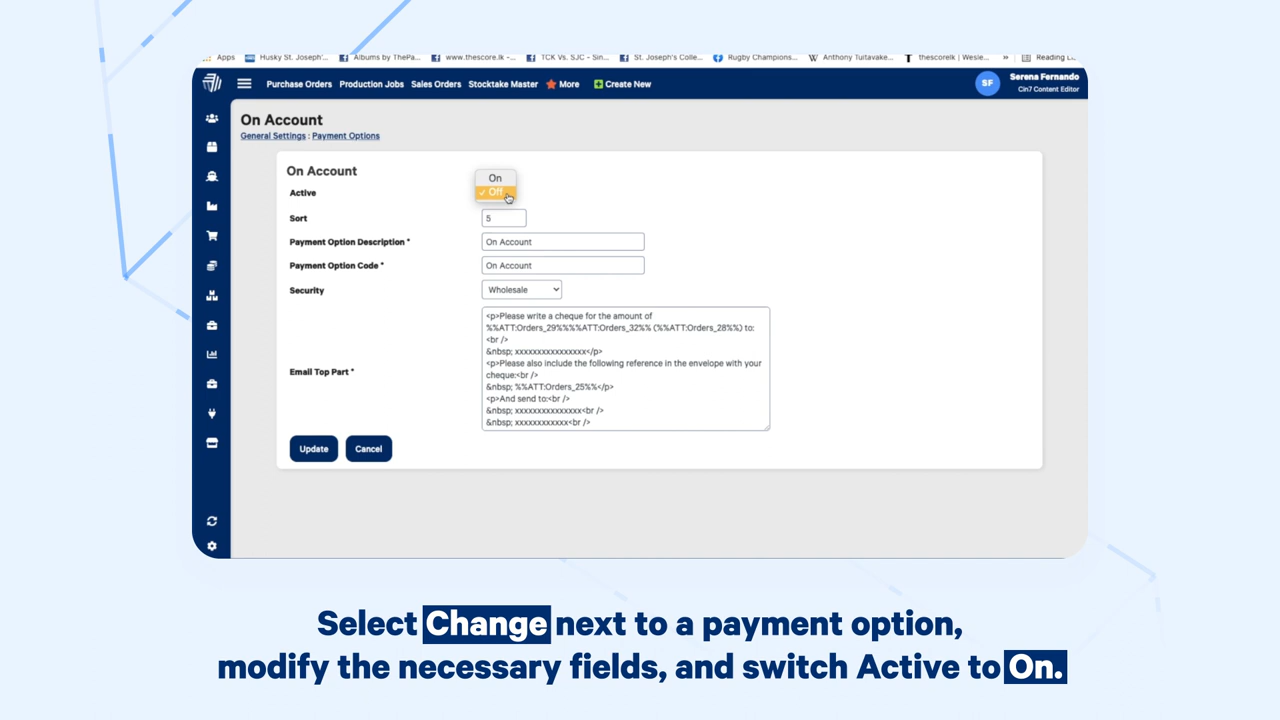 Apps Husky St. Joseph'... Albums by ThePa... www.thescore.lk –... TCK Vs. SJC – Sin... St. Joseph's Colle... Rugby Champions... Anthony Tuitavake... thescorelk | Wesle... » Reading Li
Purchase Orders Production Jobs Sales Orders Stocktake Master More Create New SF Serena Fernando
Cin7 Content Editor
On Account
General Settings : Payment Options
On Account
Active On
✓ Off
Sort 5
Payment Option Description * On Account
Payment Option Code * On Account
Security Wholesale
Email Top Part *
<p>Please write a cheque for the amount of
%%ATT:Orders_29%%%%ATT:Orders_32%% (%%ATT:Orders_28%%) to:
<br />
&nbsp; xxxxxxxxxxxxxxxx</p>
<p>Please also include the following reference in the envelope with your
cheque:<br />
&nbsp; %%ATT:Orders_25%%</p>
<p>And send to:<br />
&nbsp; xxxxxxxxxxxxxxx<br />
&nbsp; xxxxxxxxxxxx<br />
Update Cancel
Select Change next to a payment option,
modify the necessary fields, and switch Active to On.